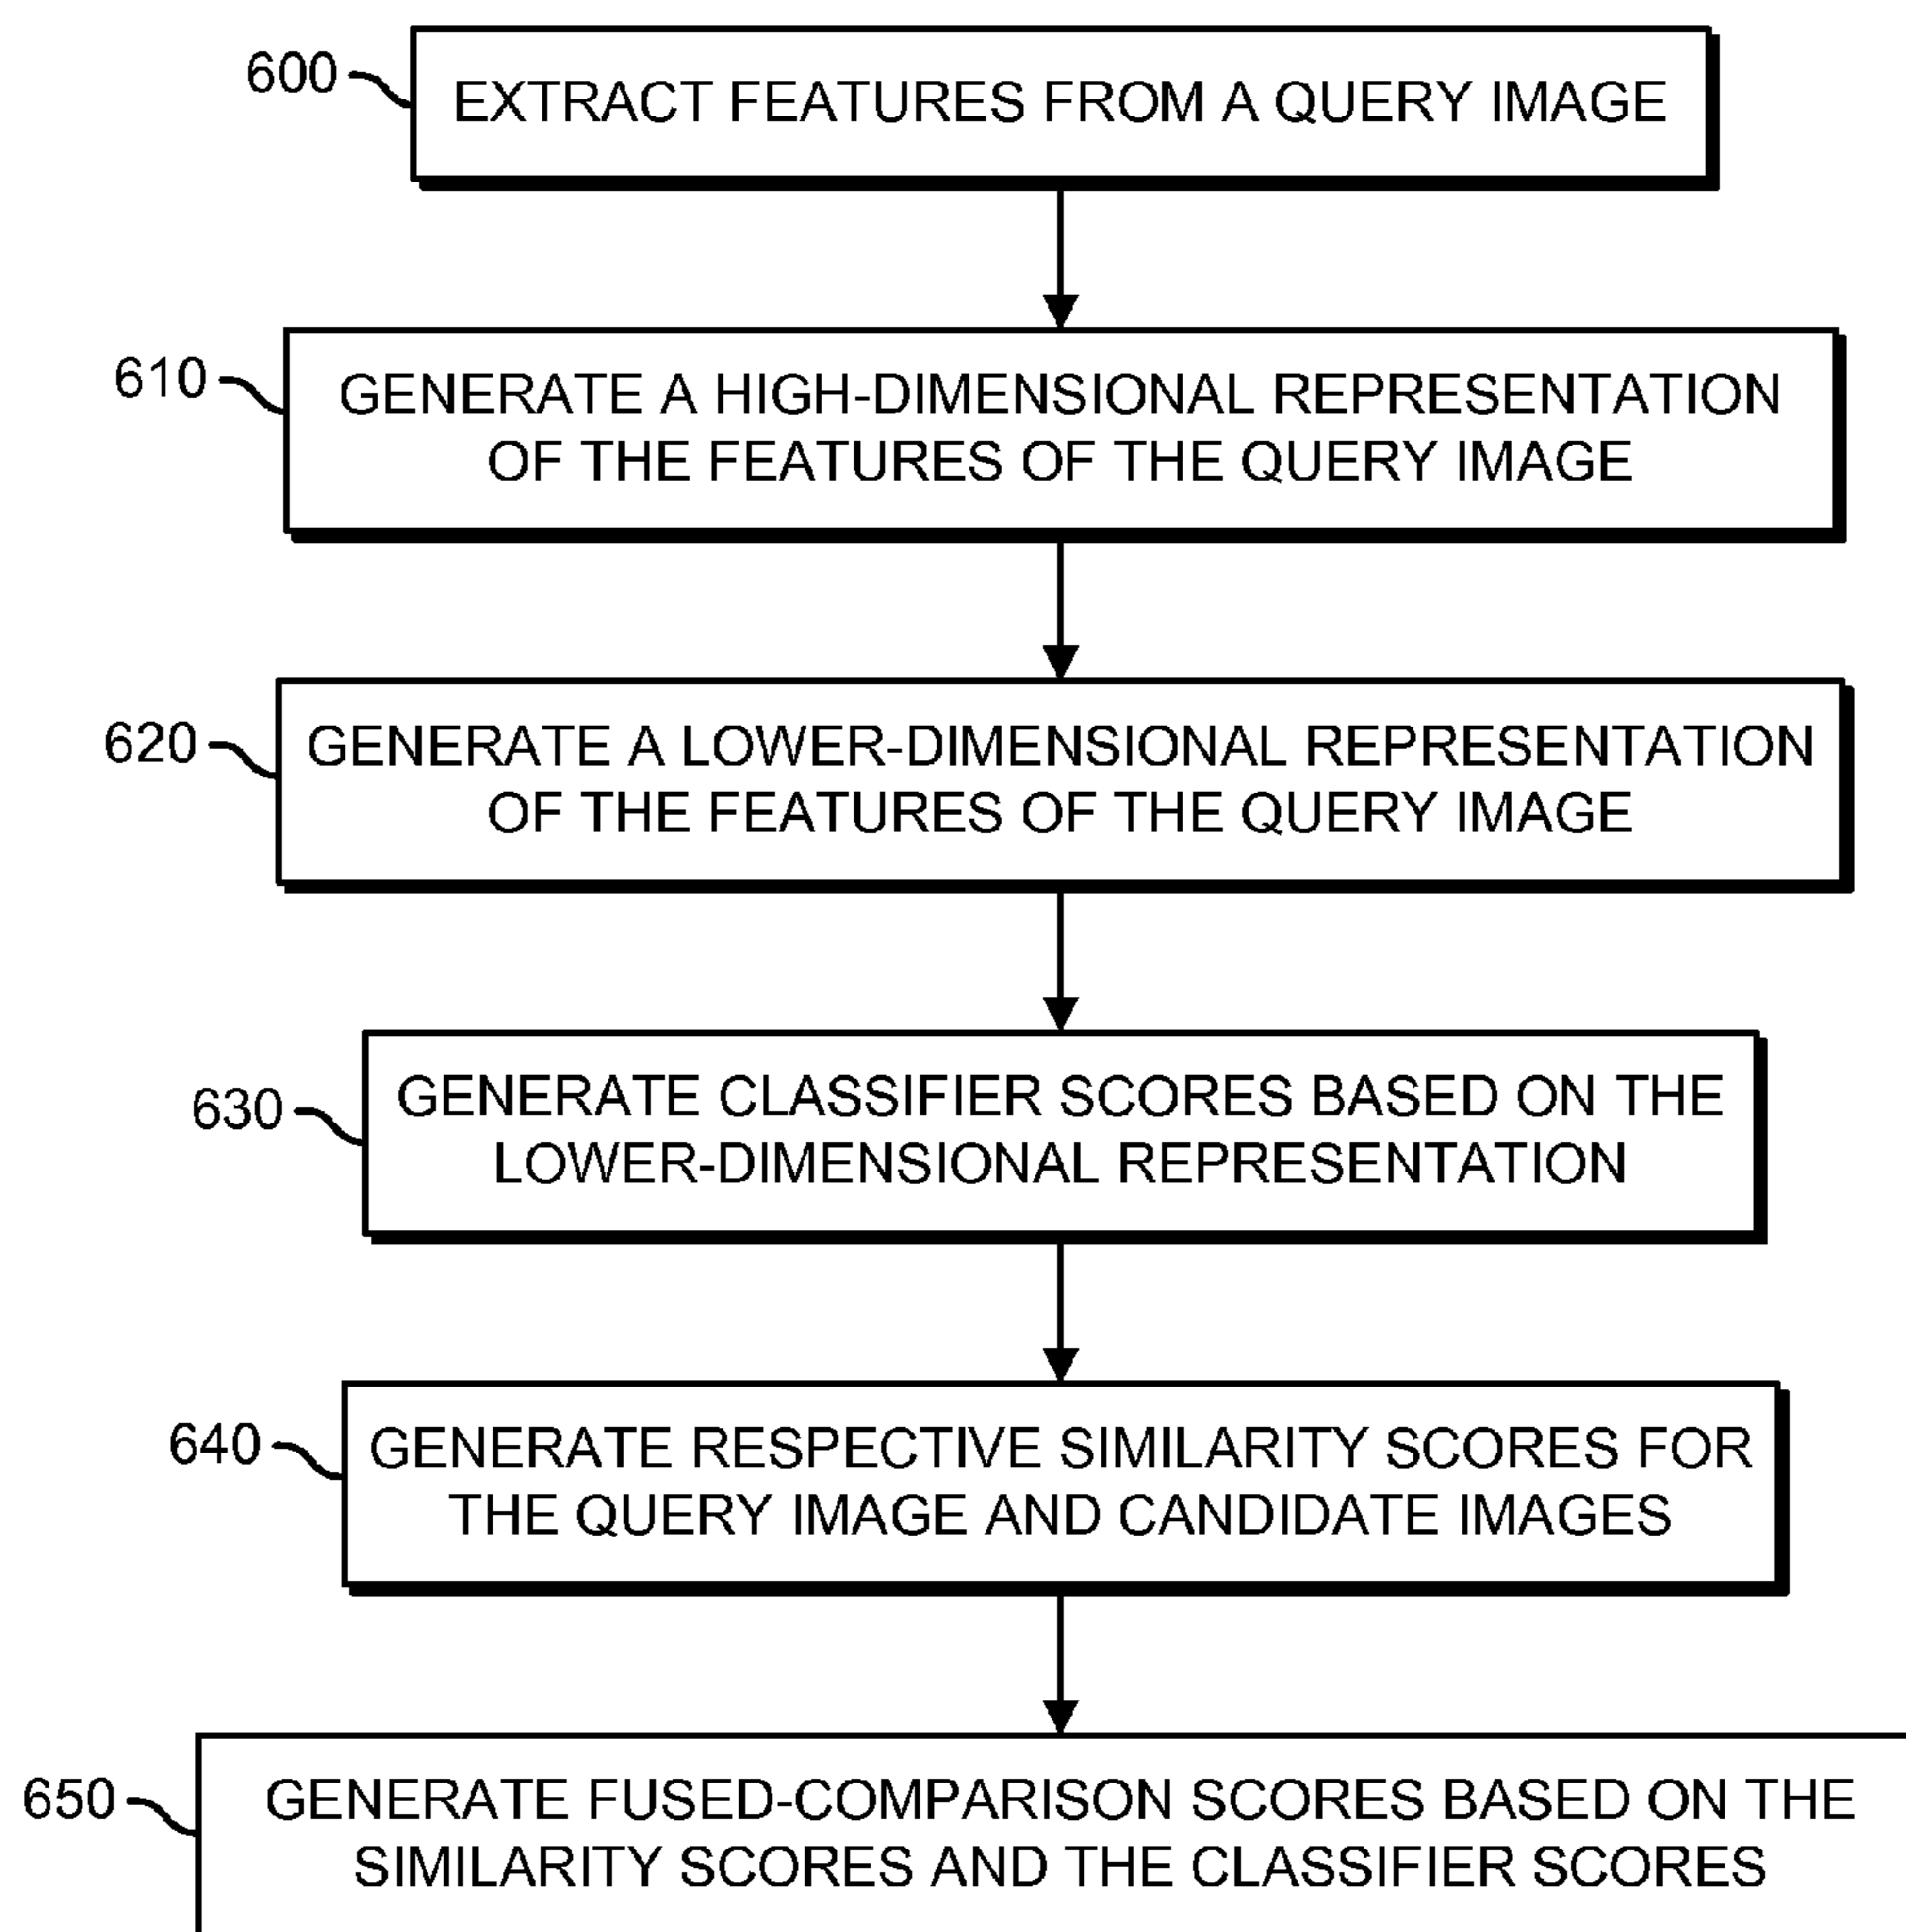 600
EXTRACT FEATURES FROM A QUERY IMAGE
610
GENERATE A HIGH-DIMENSIONAL REPRESENTATION
OF THE FEATURES OF THE QUERY IMAGE
620
GENERATE A LOWER-DIMENSIONAL REPRESENTATION
OF THE FEATURES OF THE QUERY IMAGE
630
GENERATE CLASSIFIER SCORES BASED ON THE
LOWER-DIMENSIONAL REPRESENTATION
640
GENERATE RESPECTIVE SIMILARITY SCORES FOR
THE QUERY IMAGE AND CANDIDATE IMAGES
650
GENERATE FUSED-COMPARISON SCORES BASED ON THE
SIMILARITY SCORES AND THE CLASSIFIER SCORES